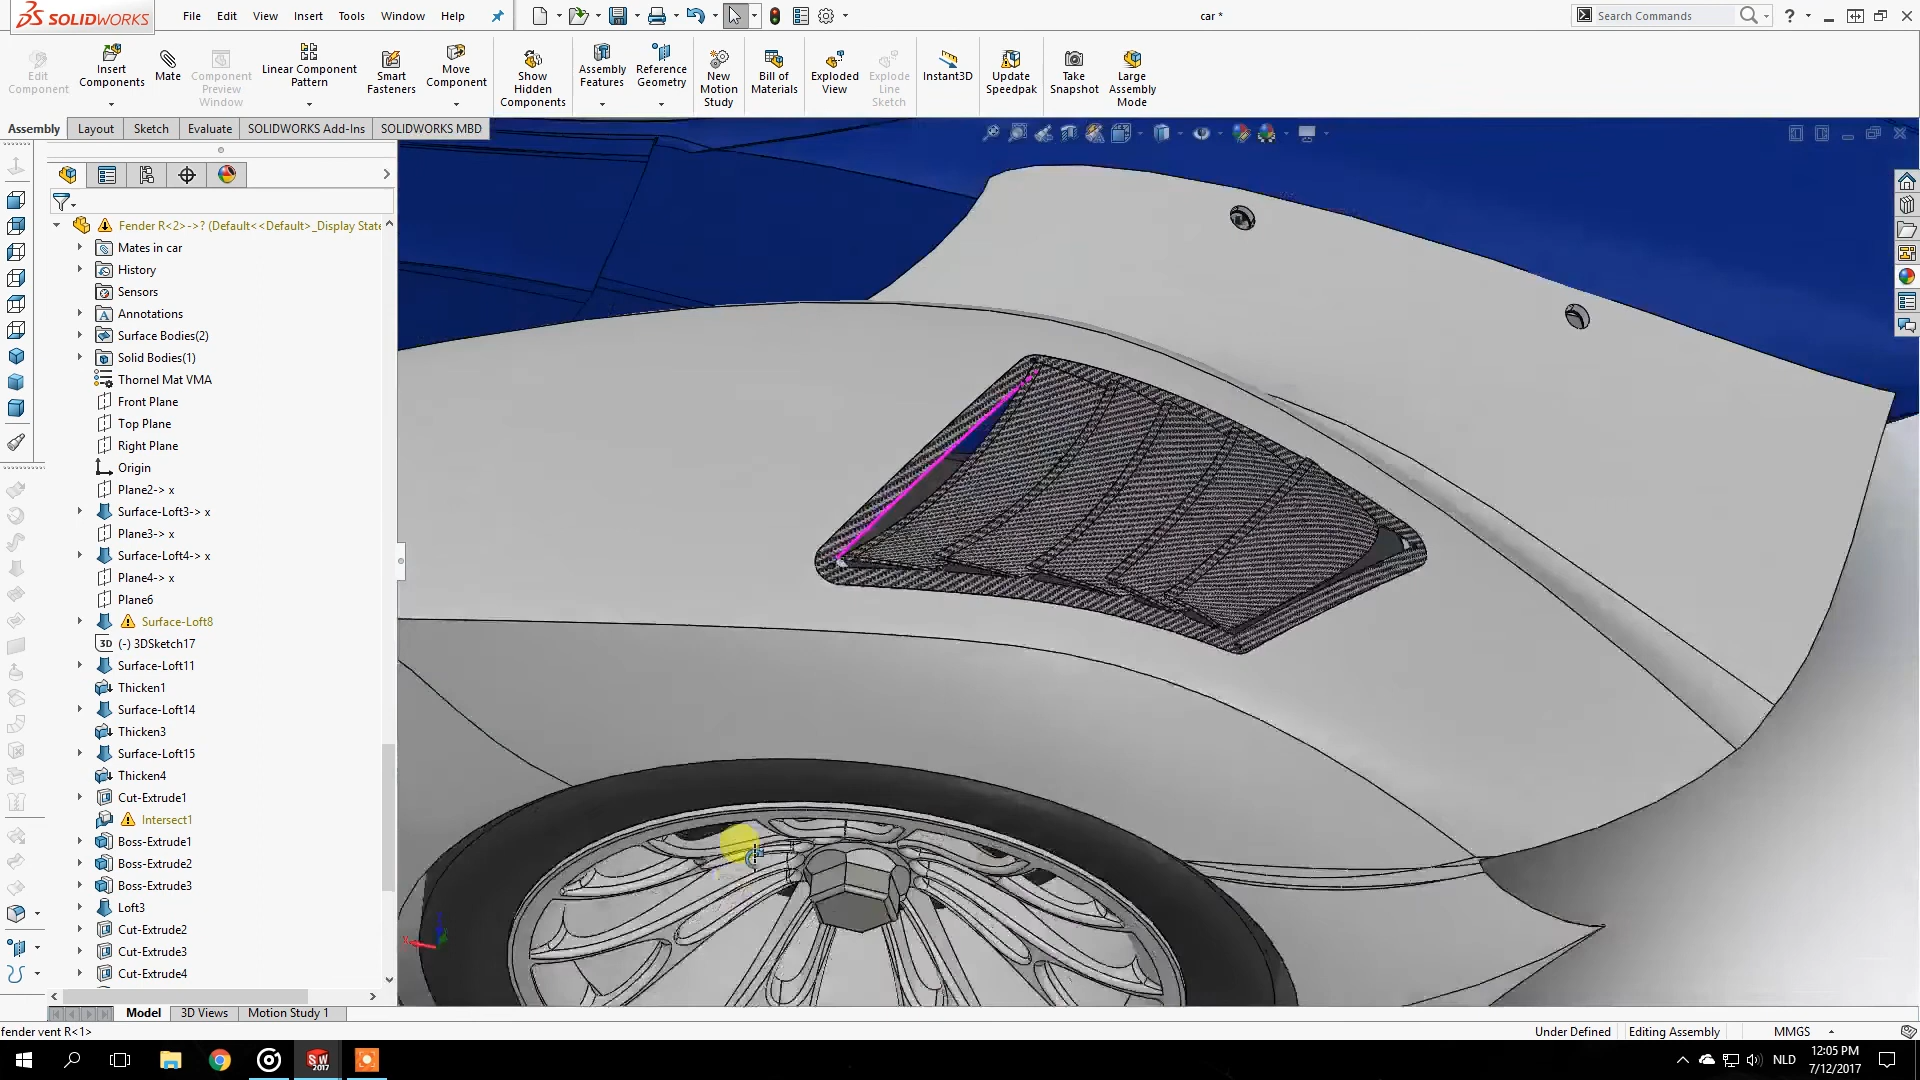 SOLIDWORKS
File Edit View Insert Tools Window Help
car *
Search Commands
Edit Component
Insert Components
Mate
Component Preview Window
Linear Component Pattern
Smart Fasteners
Move Component
Show Hidden Components
Assembly Features
Reference Geometry
New Motion Study
Bill of Materials
Exploded View
Explode Line Sketch
Instant3D
Update Speedpak
Take Snapshot
Large Assembly Mode
Assembly Layout Sketch Evaluate SOLIDWORKS Add-Ins SOLIDWORKS MBD
Fender R<2>->? (Default<<Default>_Display State
Mates in car
History
Sensors
Annotations
Surface Bodies(2)
Solid Bodies(1)
Thornel Mat VMA
Front Plane
Top Plane
Right Plane
Origin
Plane2-> x
Surface-Loft3-> x
Plane3-> x
Surface-Loft4-> x
Plane4-> x
Plane6
Surface-Loft8
3D (-) 3DSketch17
Surface-Loft11
Thicken1
Surface-Loft14
Thicken3
Surface-Loft15
Thicken4
Cut-Extrude1
Intersect1
Boss-Extrude1
Boss-Extrude2
Boss-Extrude3
Loft3
Cut-Extrude2
Cut-Extrude3
Cut-Extrude4
Model 3D Views Motion Study 1
fender vent R<1>
Under Defined Editing Assembly MMGS
SW 2017
NLD
12:05 PM
7/12/2017